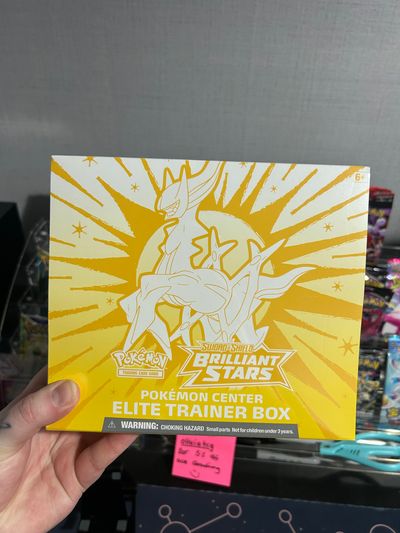 6+
POKÉMON
TRADING CARD GAME
SWORD & SHIELD
BRILLIANT
STARS
POKÉMON CENTER
ELITE TRAINER BOX
WARNING: CHOKING HAZARD Small parts Not for children under 3 years.